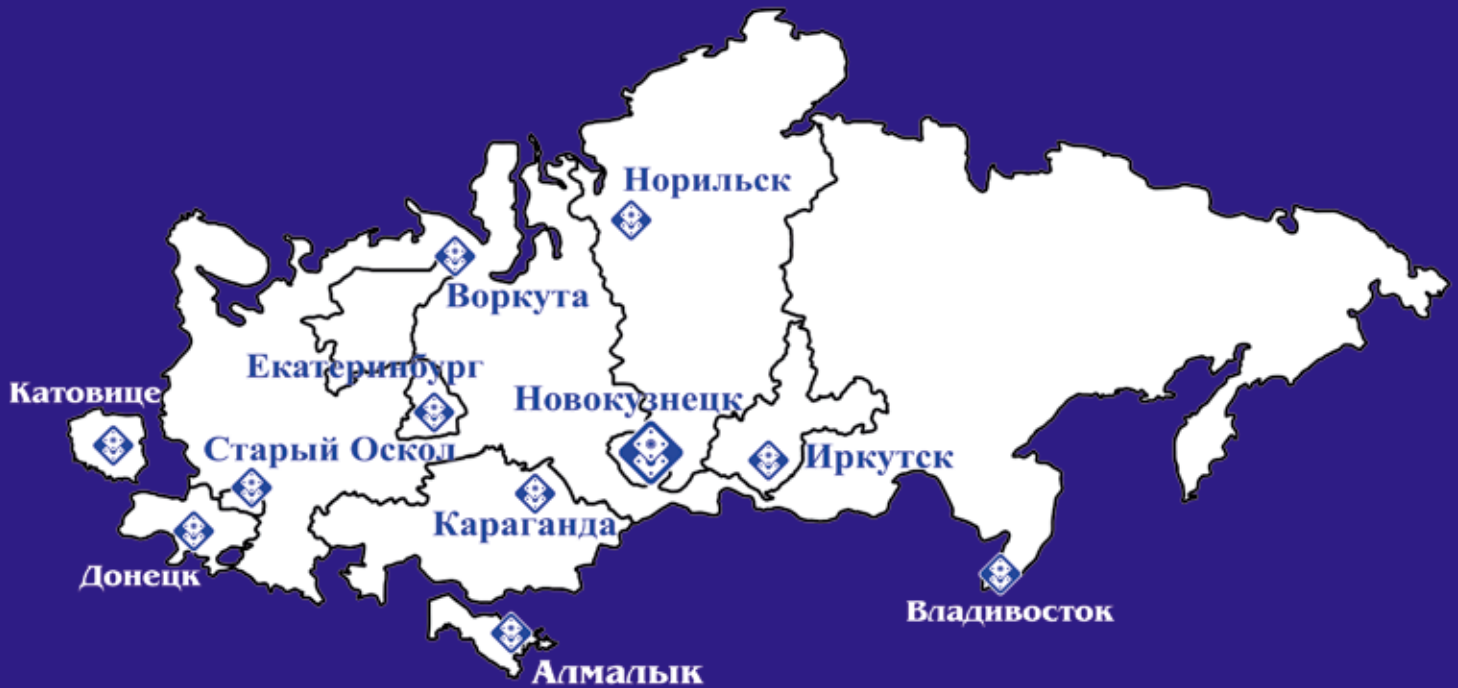 Норильск
Воркута
Екатеринбург
Катовице
Новокузнецк
Старый Оскол
Иркутск
Караганда
Донецк
Владивосток
Алмалык